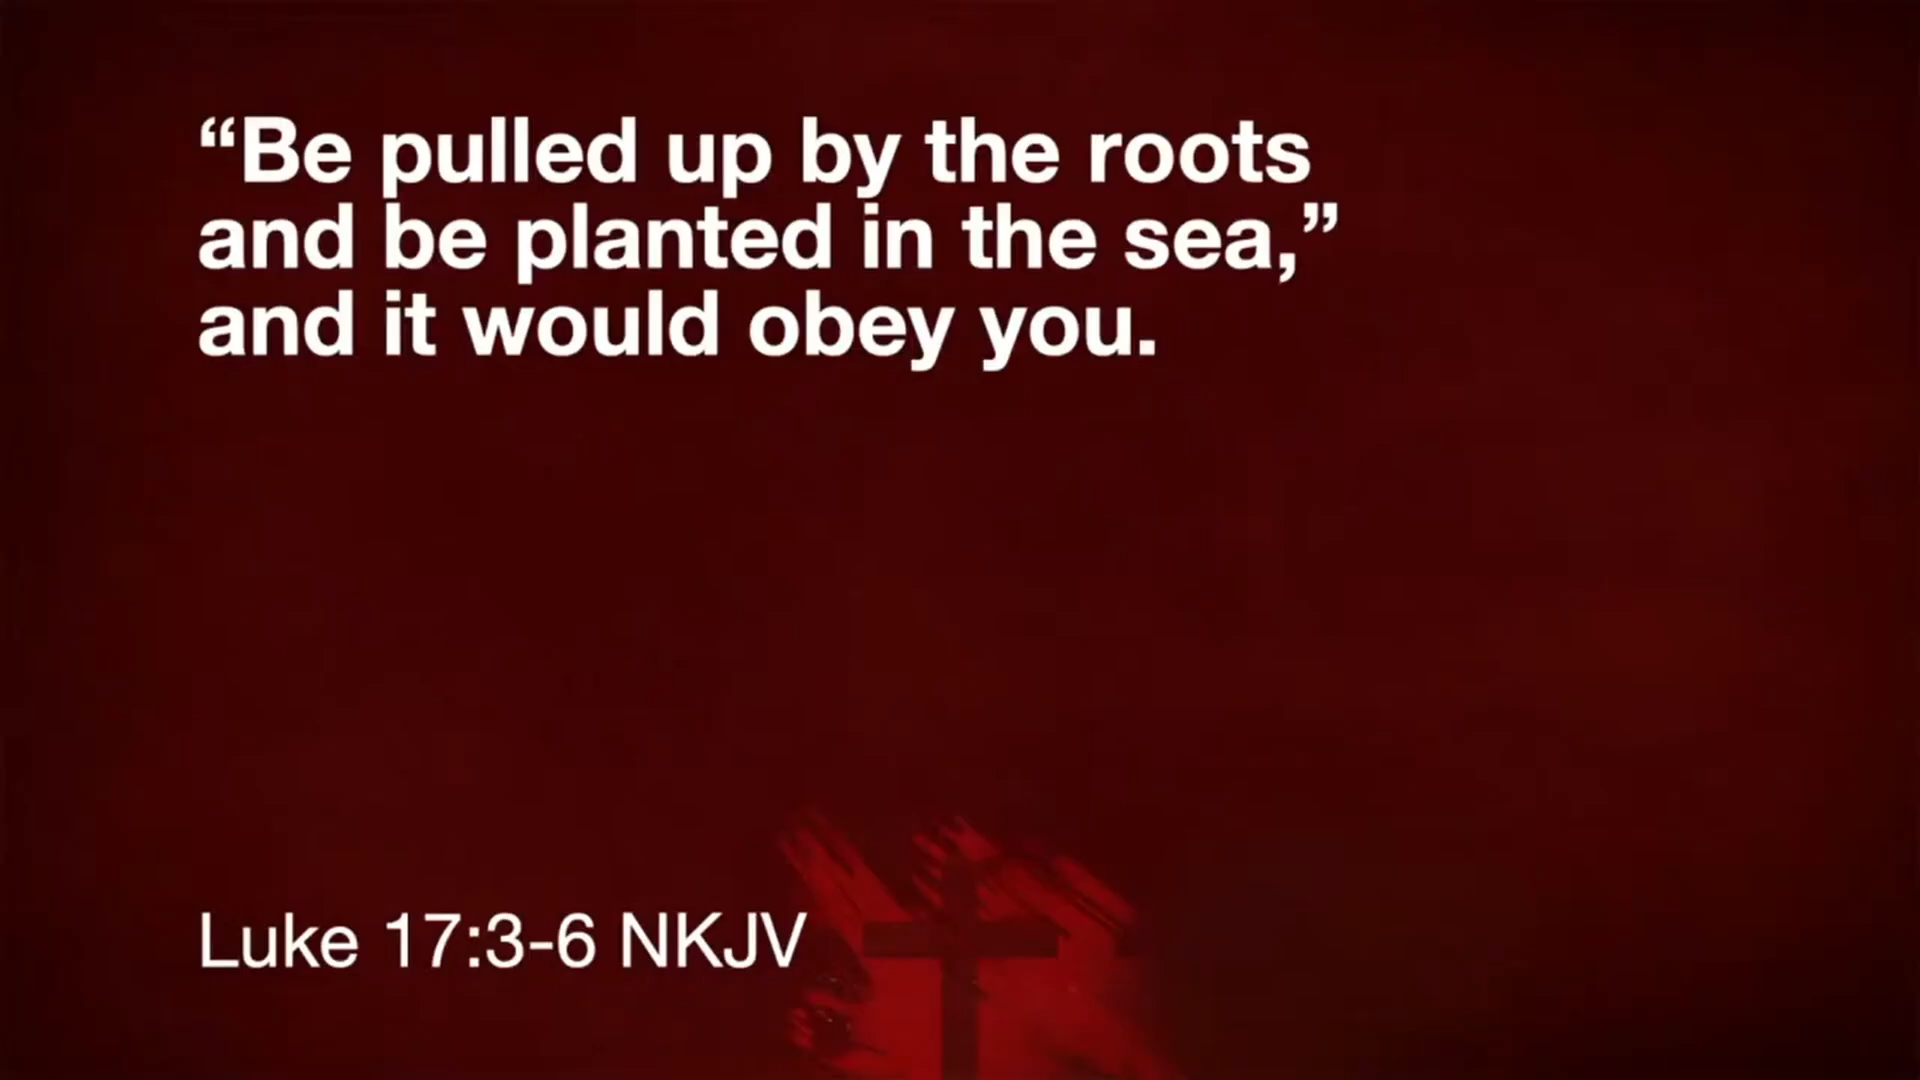 “Be pulled up by the roots
and be planted in the sea,”
and it would obey you.
Luke 17:3-6 NKJV